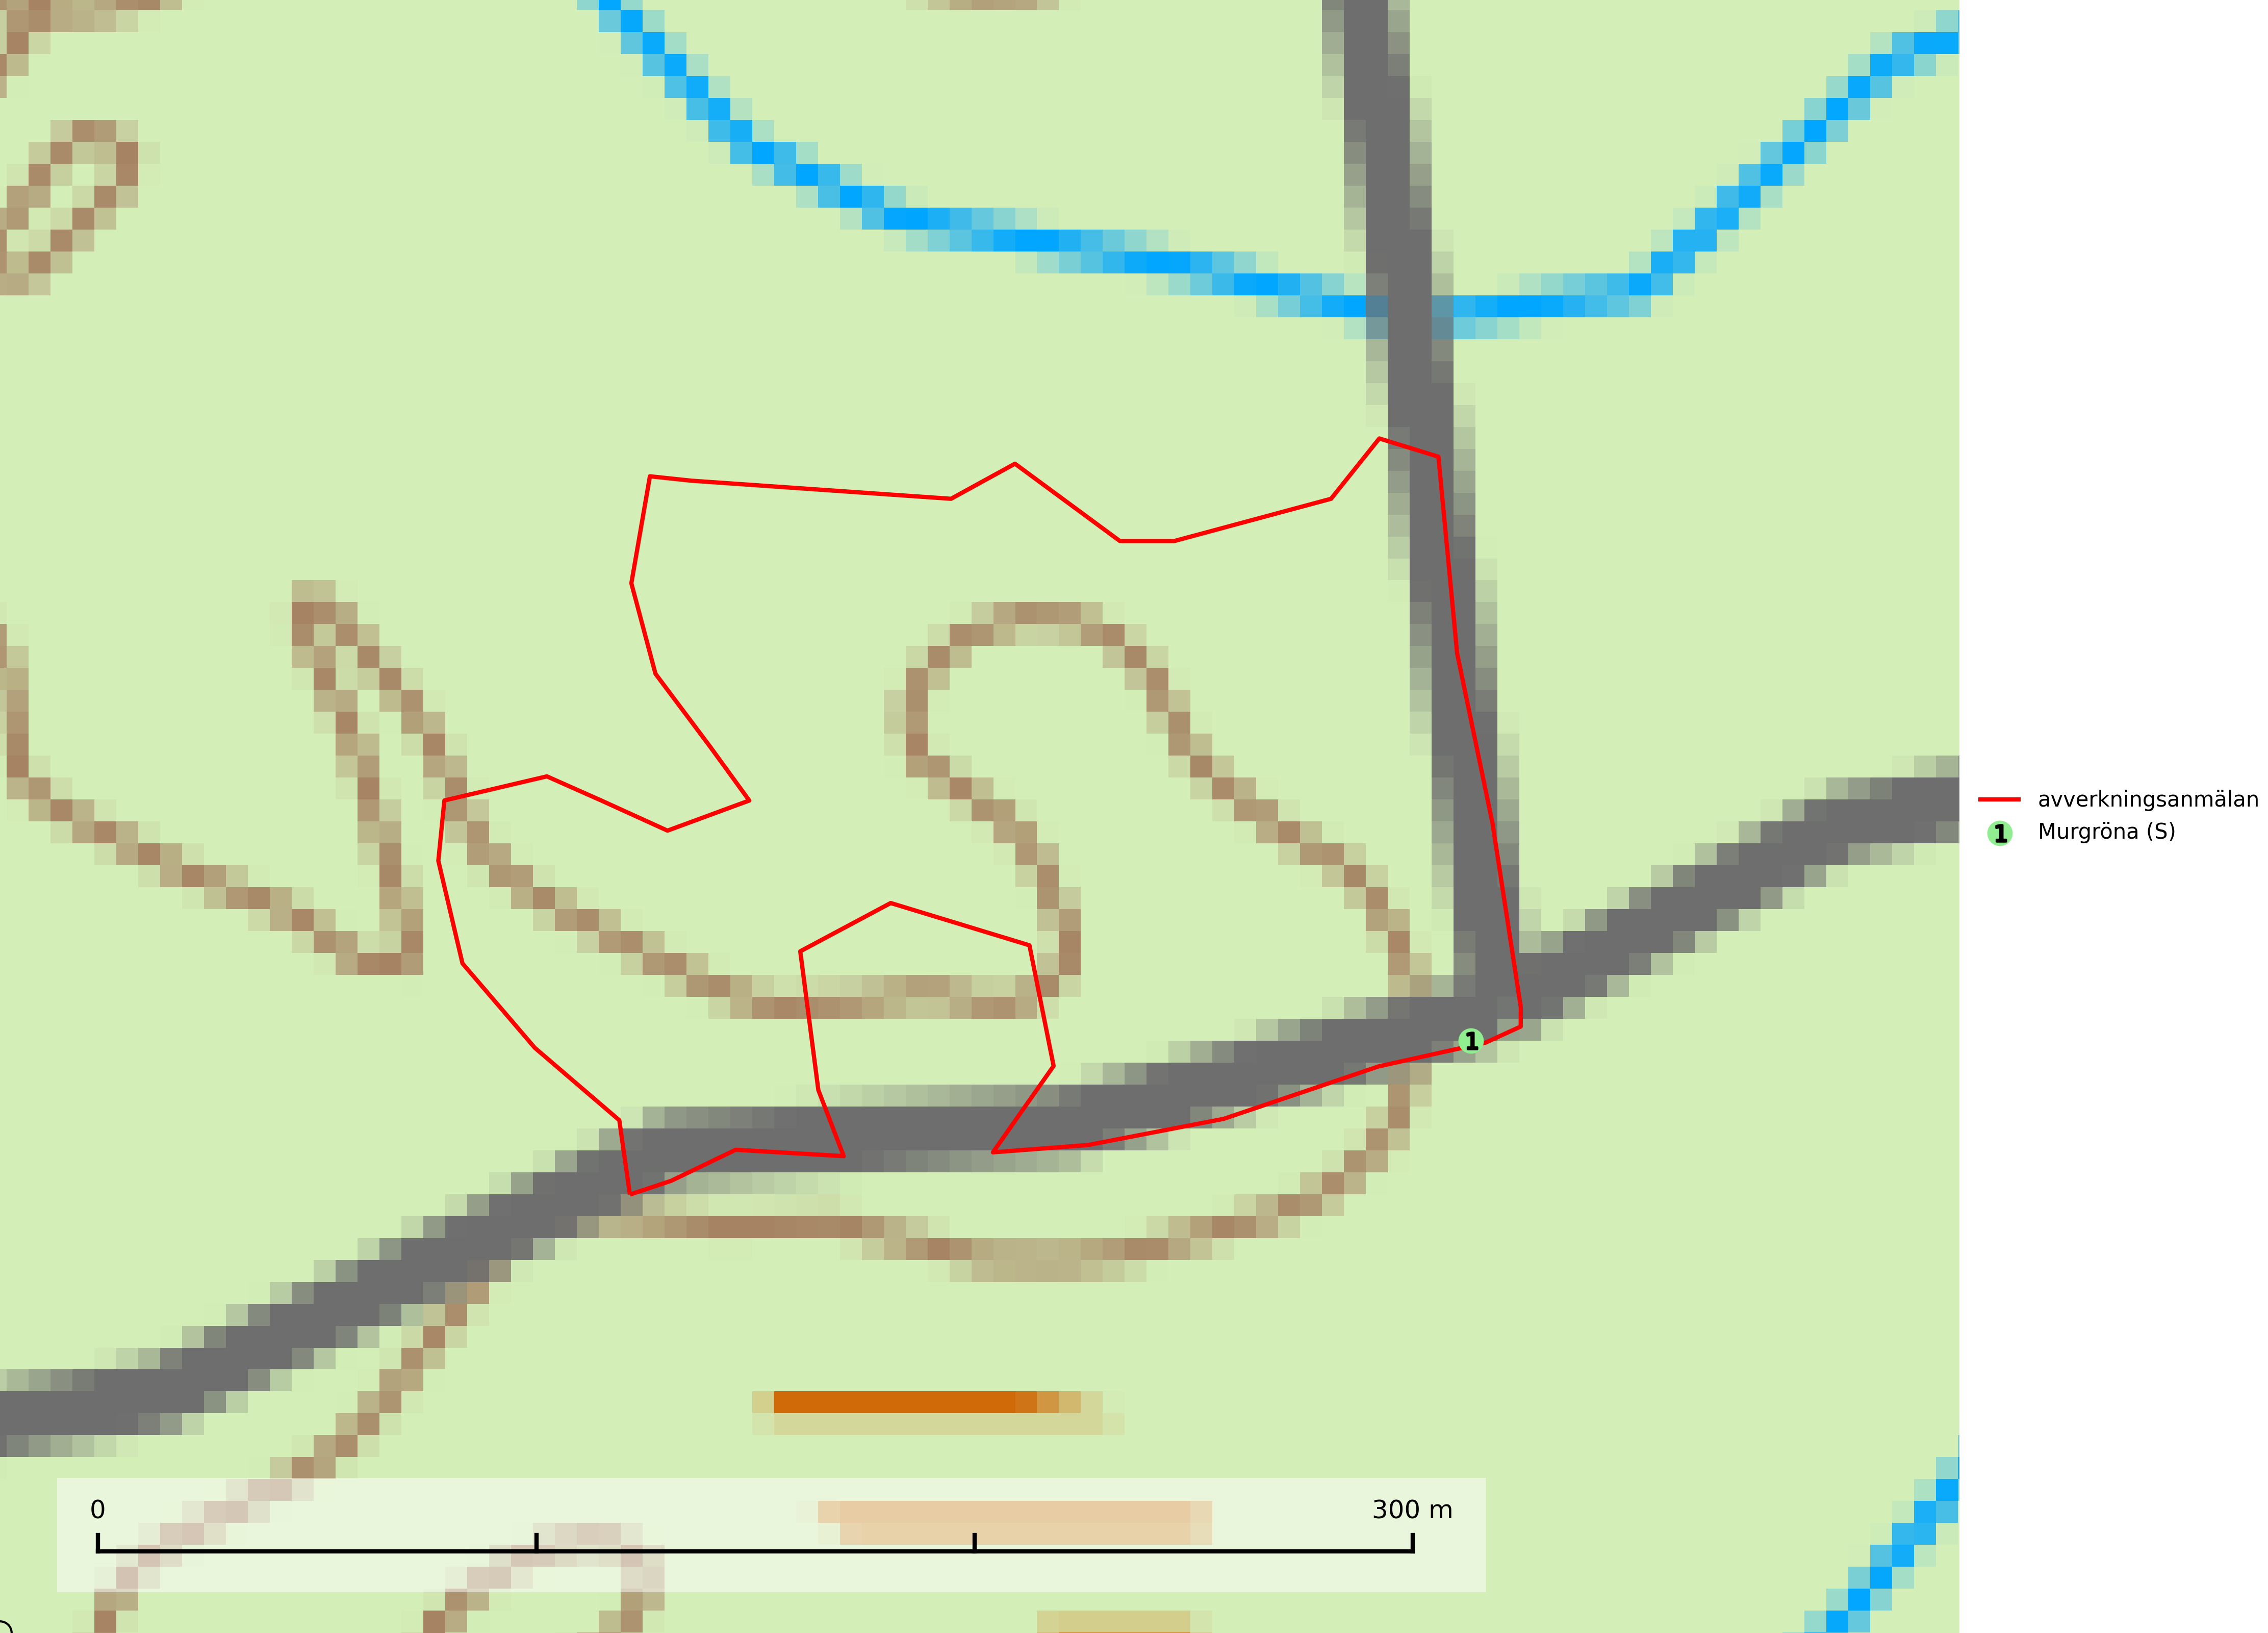 avverkningsanmälan
1 Murgröna (S)
1
0 300 m